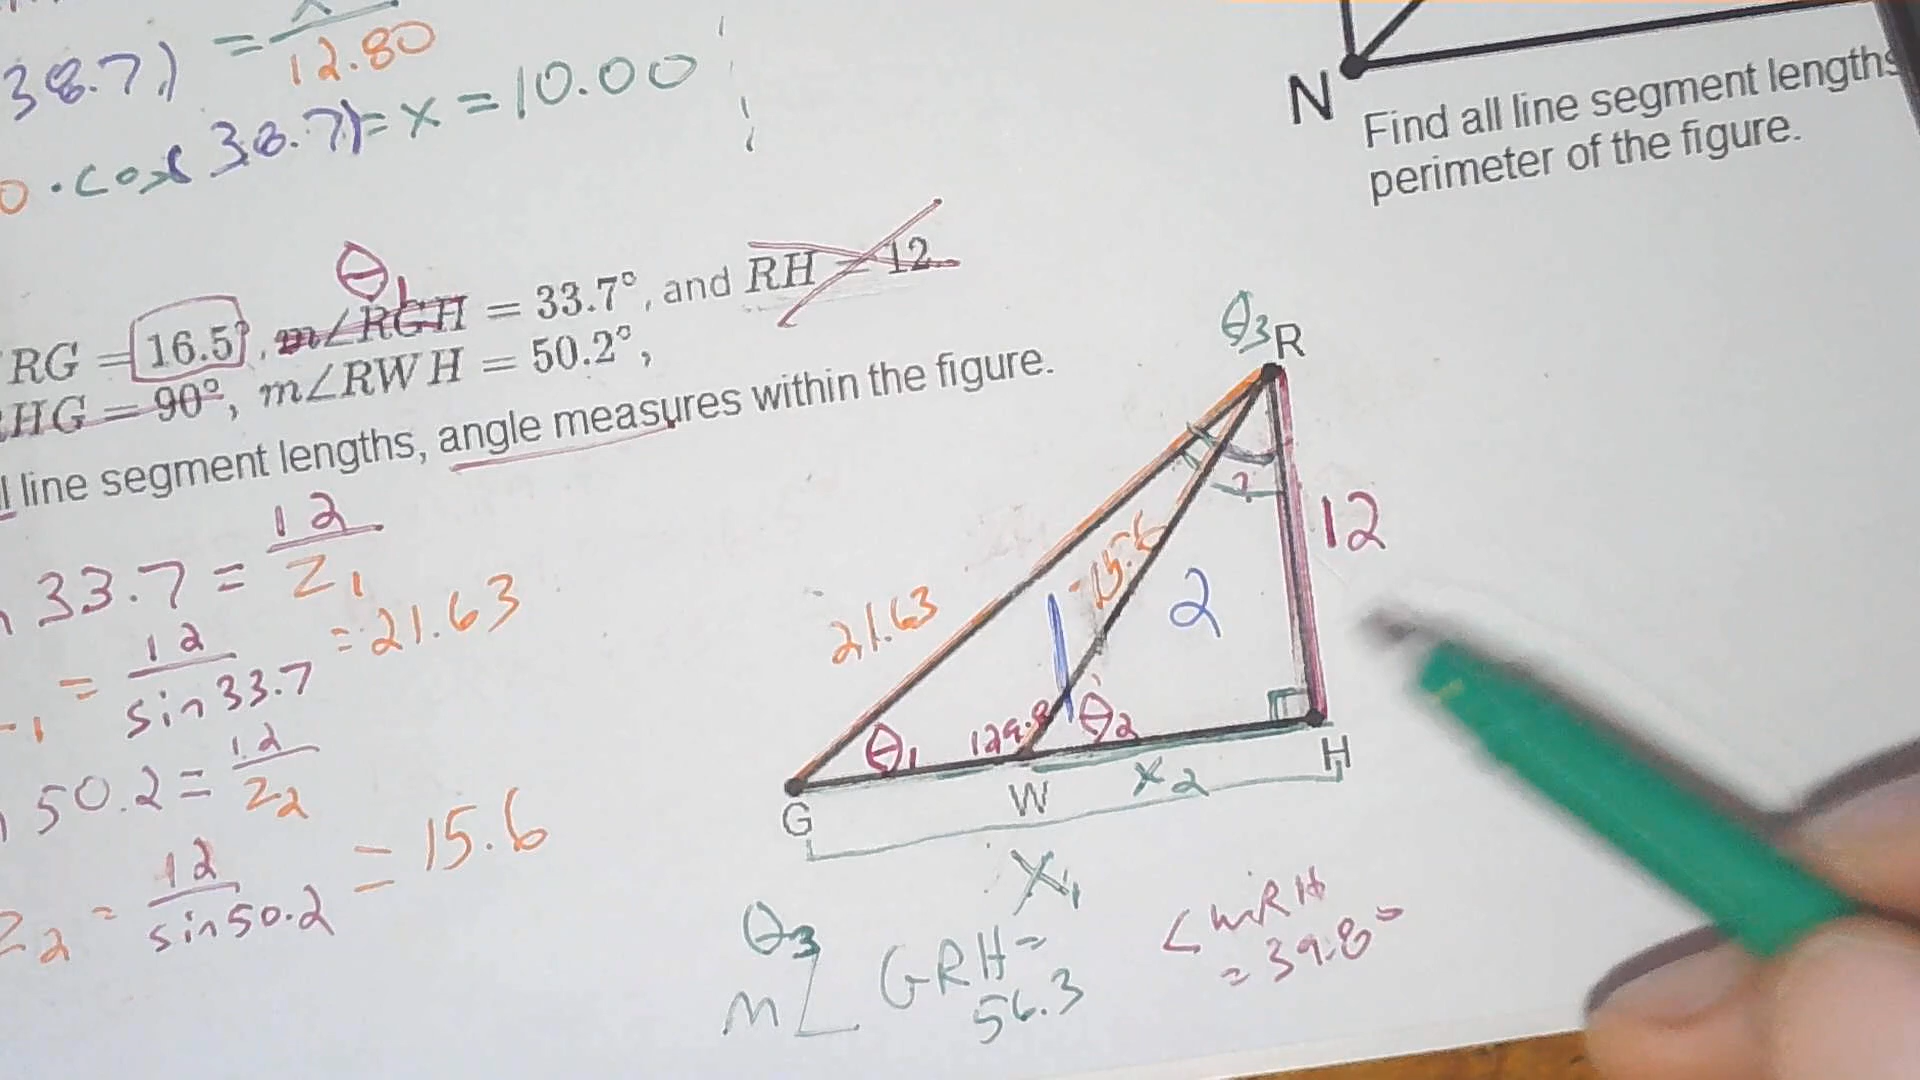 38.7) = x
12.80
0 · cos( 38.7) = x = 10.00
N
Find all line segment lengths
perimeter of the figure.
θ1
RG = 16.5, m∠RGH = 33.7°, and RH = 12
HG = 90°, m∠RWH = 50.2°,
l line segment lengths, angle measures within the figure.
33.7 = 12
Z1
= 12 = 21.63
sin 33.7
50.2 = 12
Z2
Z2 = 12 = 15.6
sin 50.2
θ3 R
12
15.6
21.63
1
2
θ1 129.8 θ2
G W X2 H
X1
θ3
m∠ GRH =
56.3
< WRH
= 39.8°